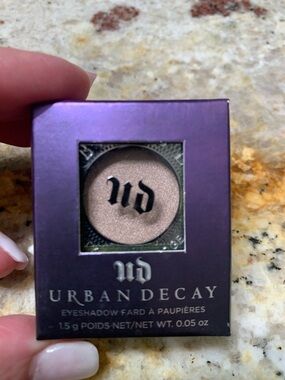 ud
ud
URBAN DECAY
EYESHADOW FARD À PAUPIÈRES
1.5 g POIDS NET/NET WT. 0.05 oz